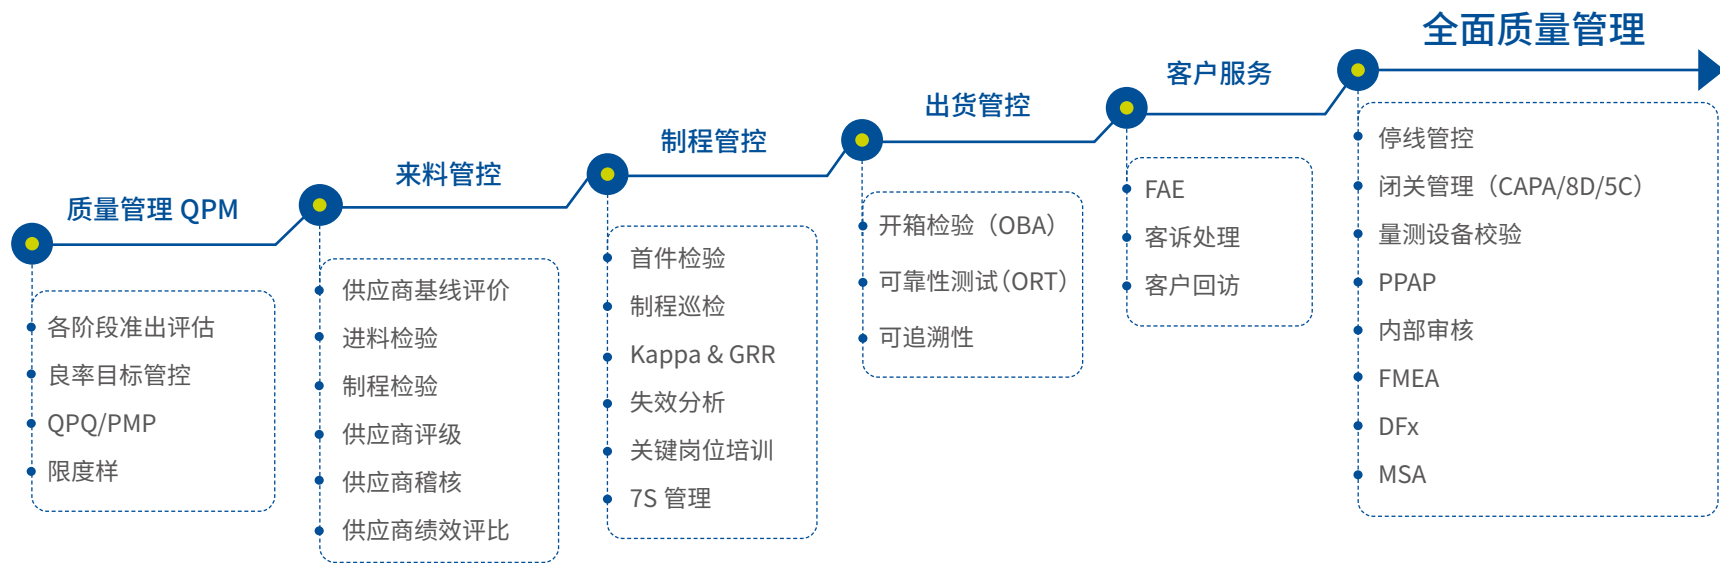 质量管理 QPM
各阶段准出评估
良率目标管控
QPQ/PMP
限度样
来料管控
供应商基线评价
进料检验
制程检验
供应商评级
供应商稽核
供应商绩效评比
制程管控
首件检验
制程巡检
Kappa & GRR
失效分析
关键岗位培训
7S 管理
出货管控
开箱检验（OBA）
可靠性测试（ORT）
可追溯性
客户服务
FAE
客诉处理
客户回访
全面质量管理
停线管控
闭关管理（CAPA/8D/5C）
量测设备校验
PPAP
内部审核
FMEA
DFx
MSA